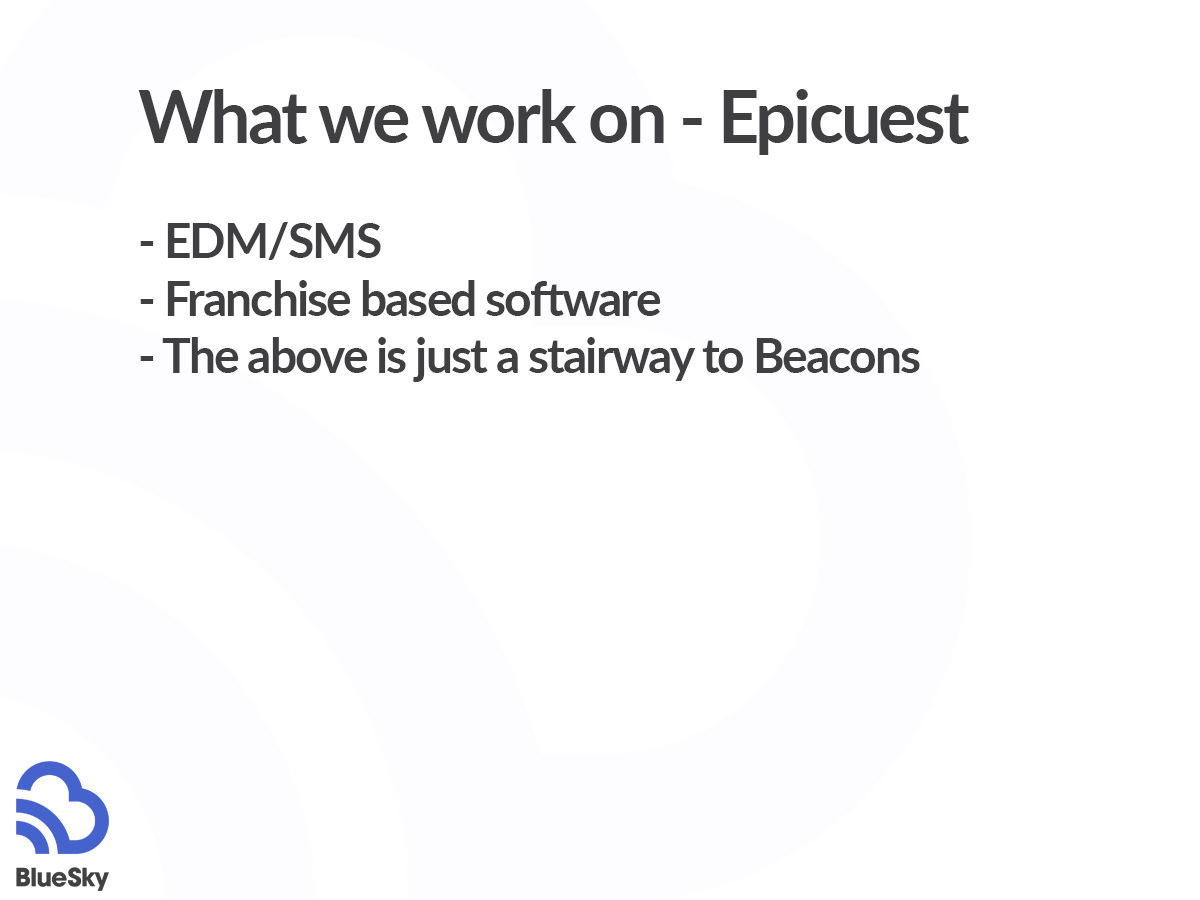 What we work on - Epicuest
- EDM/SMS
- Franchise based software
- The above is just a stairway to Beacons
BlueSky